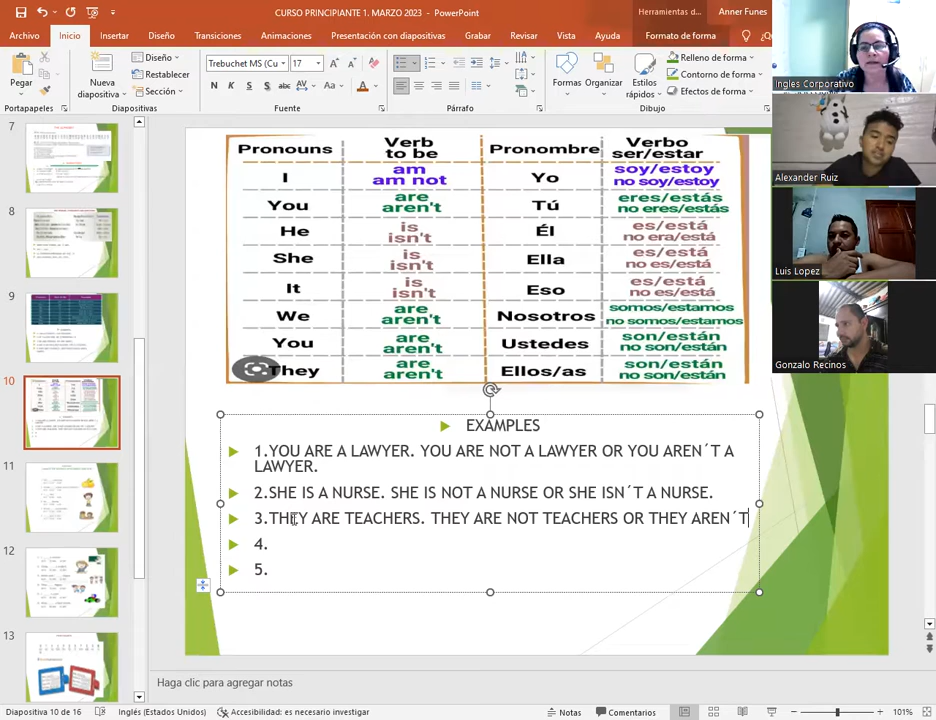 CURSO PRINCIPIANTE 1. MARZO 2023 - PowerPoint
Herramientas d...
Anner Funes
Archivo Inicio Insertar Diseño Transiciones Animaciones Presentación con diapositivas Grabar Revisar Vista Ayuda Formato de forma
Pegar
Nueva diapositiva
Diseño
Restablecer
Sección
Trebuchet MS (Cu 17
N K S abc AV Aa A
Formas Organizar Estilos rápidos
Relleno de forma
Contorno de forma
Efectos de forma
Portapapeles Diapositivas Fuente Párrafo Dibujo
Ingles Corporativo
Alexander Ruiz
Luis Lopez
Gonzalo Recinos
7
8
9
10
11
12
13
Pronouns Verb to be Pronombre Verbo ser/estar
I am am not Yo soy/estoy no soy/estoy
You are aren't Tú eres/estás no eres/estás
He is isn't Él es/está no era/está
She is isn't Ella es/está no es/está
It is isn't Eso es/está no es/está
We are aren't Nosotros somos/estamos no somos/estamos
You are aren't Ustedes son/están no son/están
They are aren't Ellos/as son/están no son/están
EXAMPLES
1.YOU ARE A LAWYER. YOU ARE NOT A LAWYER OR YOU AREN´T A
LAWYER.
2.SHE IS A NURSE. SHE IS NOT A NURSE OR SHE ISN´T A NURSE.
3.THEY ARE TEACHERS. THEY ARE NOT TEACHERS OR THEY AREN´T
4.
5.
Haga clic para agregar notas
Diapositiva 10 de 16 Inglés (Estados Unidos) Accesibilidad: es necesario investigar Notas Comentarios 101%